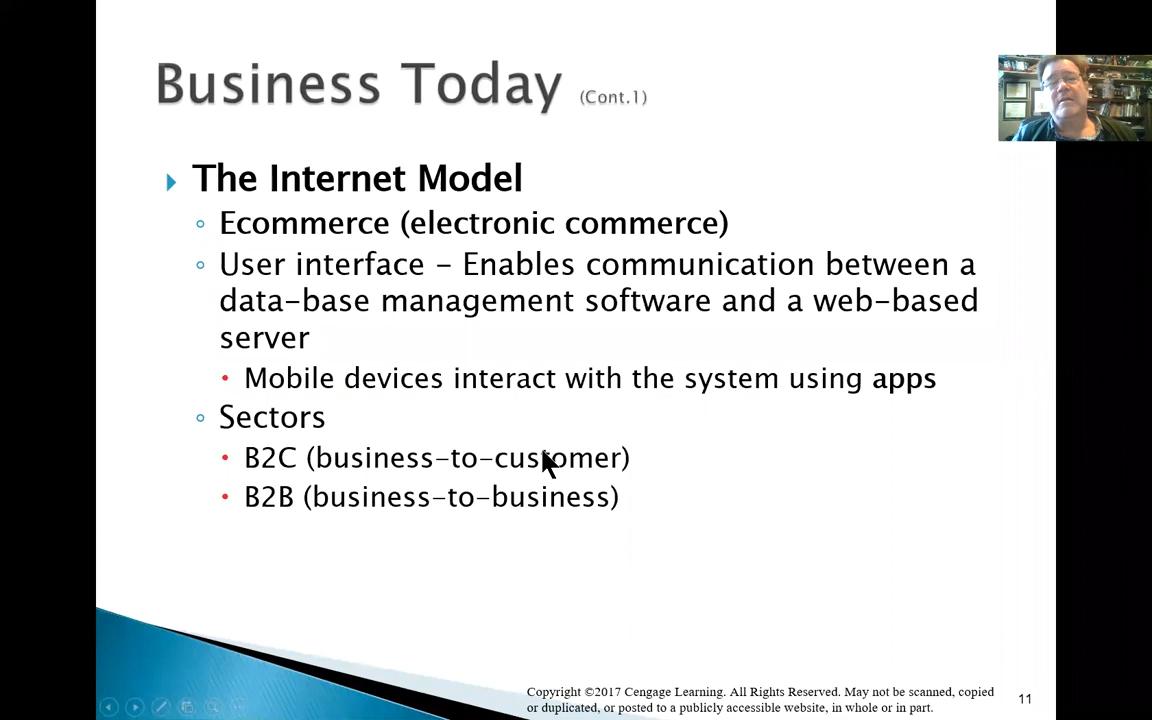 Business Today (Cont.1)
The Internet Model
Ecommerce (electronic commerce)
User interface – Enables communication between a
data-base management software and a web-based
server
Mobile devices interact with the system using apps
Sectors
B2C (business-to-customer)
B2B (business-to-business)
Copyright ©2017 Cengage Learning. All Rights Reserved. May not be scanned, copied
or duplicated, or posted to a publicly accessible website, in whole or in part.
11